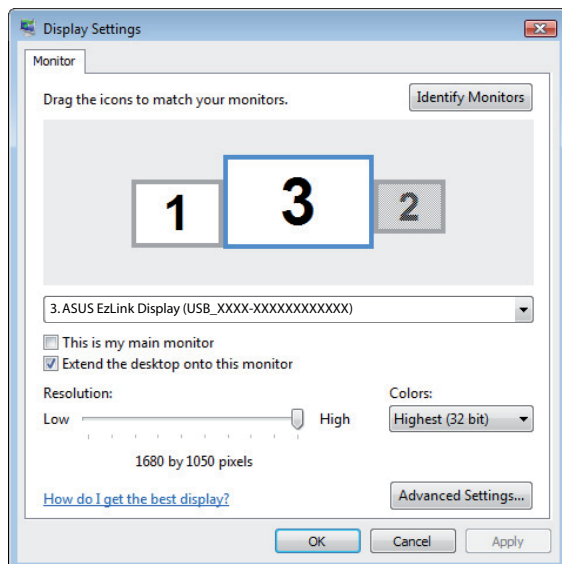 Display Settings
Monitor
Drag the icons to match your monitors.
Identify Monitors
1
3
2
3. ASUS EzLink Display (USB_XXXX-XXXXXXXXXXXX)
This is my main monitor
Extend the desktop onto this monitor
Resolution:
Colors:
Low
High
Highest (32 bit)
1680 by 1050 pixels
How do I get the best display?
Advanced Settings...
OK
Cancel
Apply